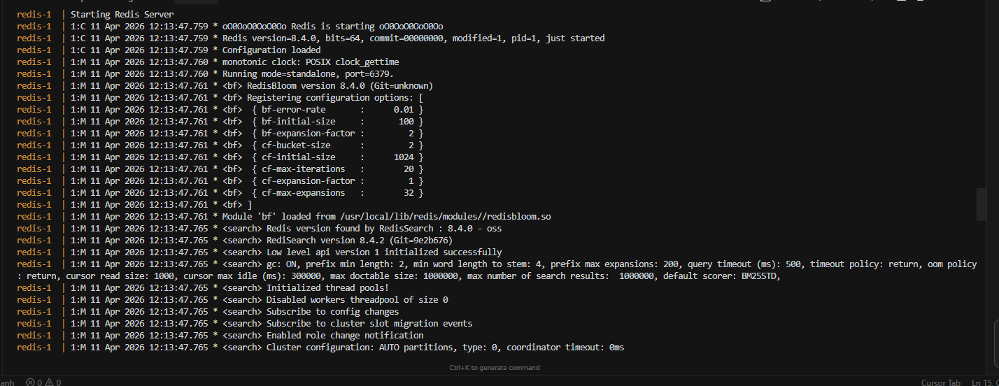 redis-1 | Starting Redis Server
redis-1 | 1:C 11 Apr 2026 12:13:47.759 * oO0OoO0OoO0Oo Redis is starting oO0OoO0OoO0Oo
redis-1 | 1:C 11 Apr 2026 12:13:47.759 * Redis version=8.4.0, bits=64, commit=00000000, modified=1, pid=1, just started
redis-1 | 1:C 11 Apr 2026 12:13:47.759 * Configuration loaded
redis-1 | 1:M 11 Apr 2026 12:13:47.760 * monotonic clock: POSIX clock_gettime
redis-1 | 1:M 11 Apr 2026 12:13:47.760 * Running mode=standalone, port=6379.
redis-1 | 1:M 11 Apr 2026 12:13:47.761 * <bf> RedisBloom version 8.4.0 (Git=unknown)
redis-1 | 1:M 11 Apr 2026 12:13:47.761 * <bf> Registering configuration options: [
redis-1 | 1:M 11 Apr 2026 12:13:47.761 * <bf> { bf-error-rate : 0.01 }
redis-1 | 1:M 11 Apr 2026 12:13:47.761 * <bf> { bf-initial-size : 100 }
redis-1 | 1:M 11 Apr 2026 12:13:47.761 * <bf> { bf-expansion-factor : 2 }
redis-1 | 1:M 11 Apr 2026 12:13:47.761 * <bf> { cf-bucket-size : 2 }
redis-1 | 1:M 11 Apr 2026 12:13:47.761 * <bf> { cf-initial-size : 1024 }
redis-1 | 1:M 11 Apr 2026 12:13:47.761 * <bf> { cf-max-iterations : 20 }
redis-1 | 1:M 11 Apr 2026 12:13:47.761 * <bf> { cf-expansion-factor : 1 }
redis-1 | 1:M 11 Apr 2026 12:13:47.761 * <bf> { cf-max-expansions : 32 }
redis-1 | 1:M 11 Apr 2026 12:13:47.761 * <bf> ]
redis-1 | 1:M 11 Apr 2026 12:13:47.761 * Module 'bf' loaded from /usr/local/lib/redis/modules//redisbloom.so
redis-1 | 1:M 11 Apr 2026 12:13:47.765 * <search> Redis version found by RedisSearch : 8.4.0 - oss
redis-1 | 1:M 11 Apr 2026 12:13:47.765 * <search> RediSearch version 8.4.2 (Git=9e2b676)
redis-1 | 1:M 11 Apr 2026 12:13:47.765 * <search> Low level api version 1 initialized successfully
redis-1 | 1:M 11 Apr 2026 12:13:47.765 * <search> gc: ON, prefix min length: 2, min word length to stem: 4, prefix max expansions: 200, query timeout (ms): 500, timeout policy: return, oom policy
: return, cursor read size: 1000, cursor max idle (ms): 300000, max doctable size: 1000000, max number of search results: 1000000, default scorer: BM25STD,
redis-1 | 1:M 11 Apr 2026 12:13:47.765 * <search> Initialized thread pools!
redis-1 | 1:M 11 Apr 2026 12:13:47.765 * <search> Disabled workers threadpool of size 0
redis-1 | 1:M 11 Apr 2026 12:13:47.765 * <search> Subscribe to config changes
redis-1 | 1:M 11 Apr 2026 12:13:47.765 * <search> Subscribe to cluster slot migration events
redis-1 | 1:M 11 Apr 2026 12:13:47.765 * <search> Enabled role change notification
redis-1 | 1:M 11 Apr 2026 12:13:47.765 * <search> Cluster configuration: AUTO partitions, type: 0, coordinator timeout: 0ms
Ctrl+K to generate command
anh 0 0 Cursor Tab Ln 15,